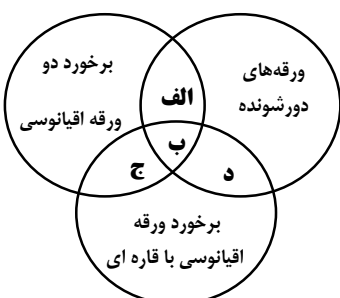 ورقه‌های
دورشونده
برخورد دو
ورقه اقیانوسی
الف
ب
ج
د
برخورد ورقه
اقیانوسی با قاره ای